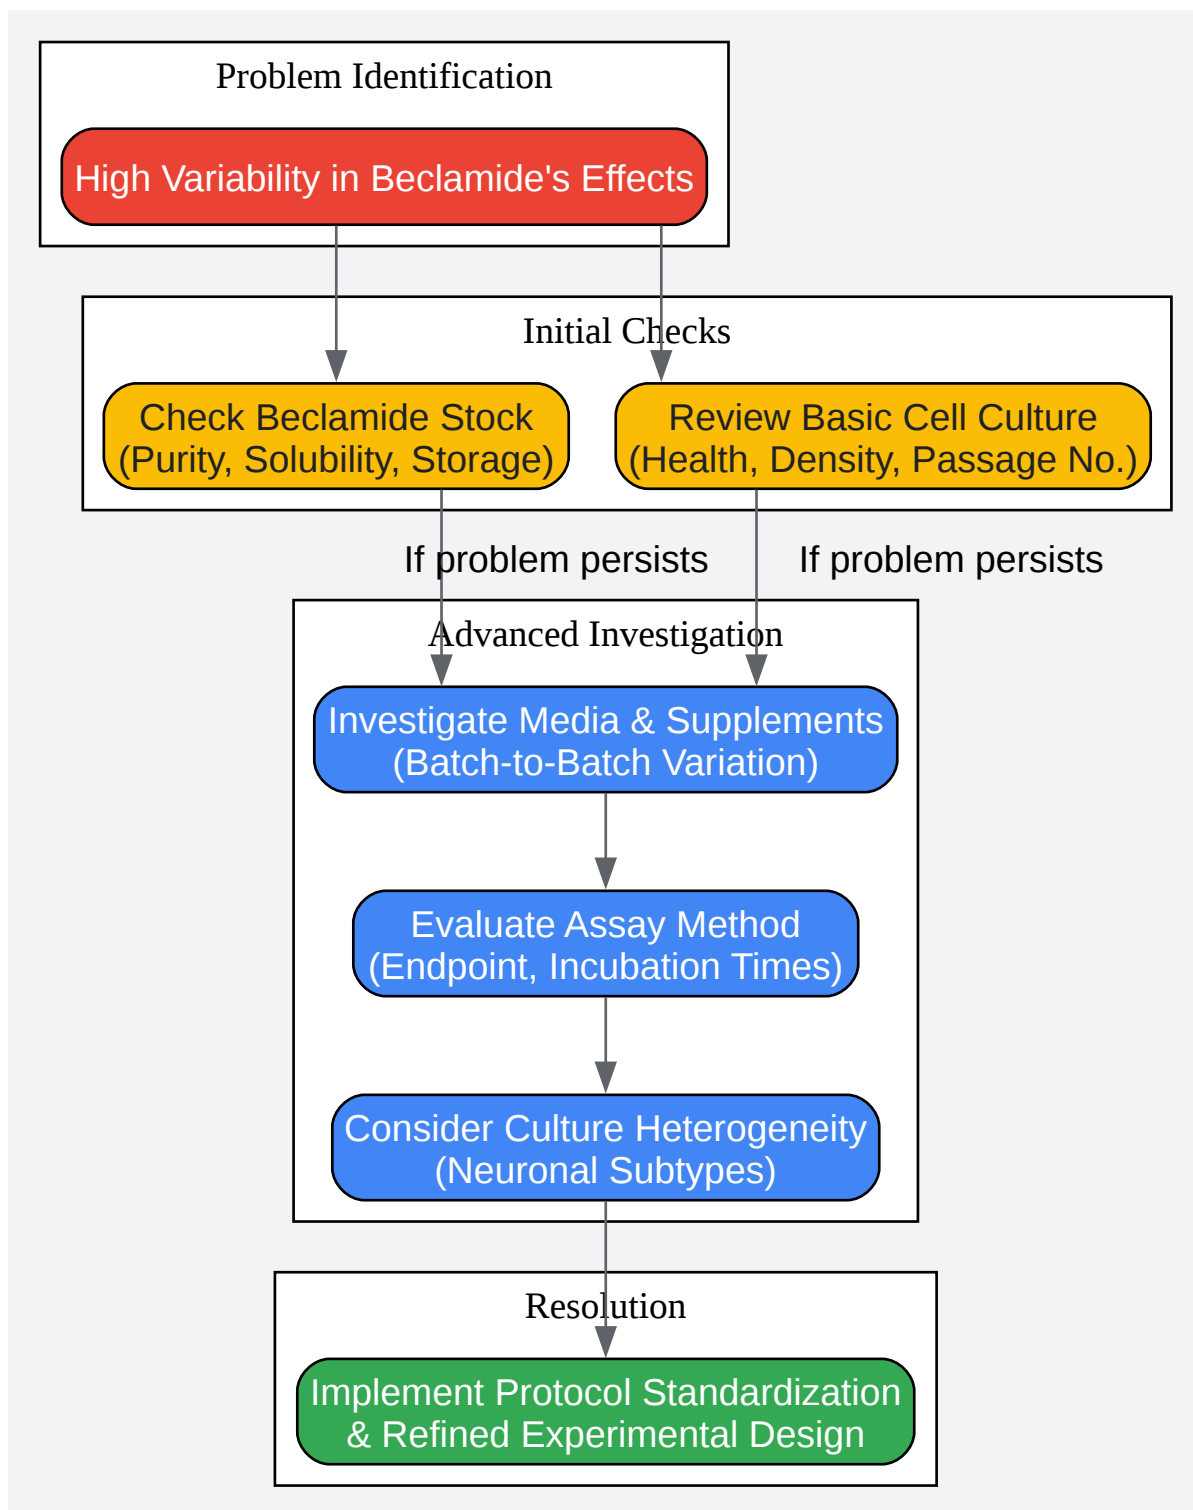 Problem Identification
High Variability in Beclamide's Effects
Initial Checks
Check Beclamide Stock
(Purity, Solubility, Storage)
Review Basic Cell Culture
(Health, Density, Passage No.)
If problem persists
If problem persists
Advanced Investigation
Investigate Media & Supplements
(Batch-to-Batch Variation)
Evaluate Assay Method
(Endpoint, Incubation Times)
Consider Culture Heterogeneity
(Neuronal Subtypes)
Resolution
Implement Protocol Standardization
& Refined Experimental Design